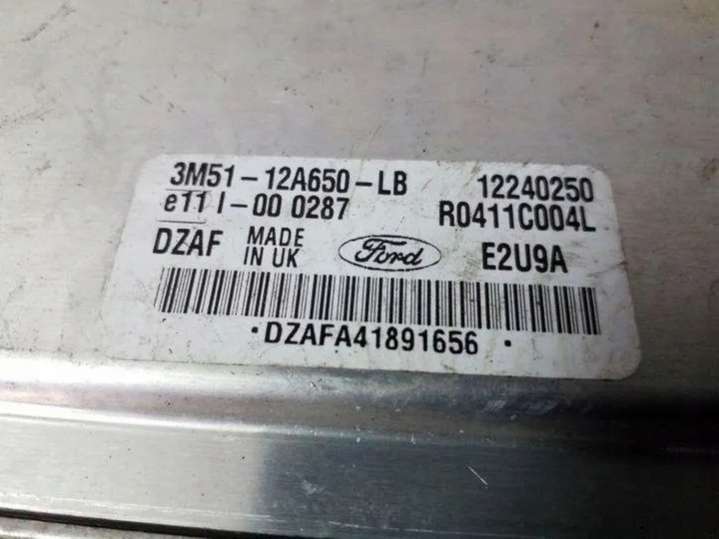 3M51-12A650-LB 12240250
e11 I-00 0287 R0411C004L
DZAF MADE IN UK Ford E2U9A
·DZAFA41891656 ·